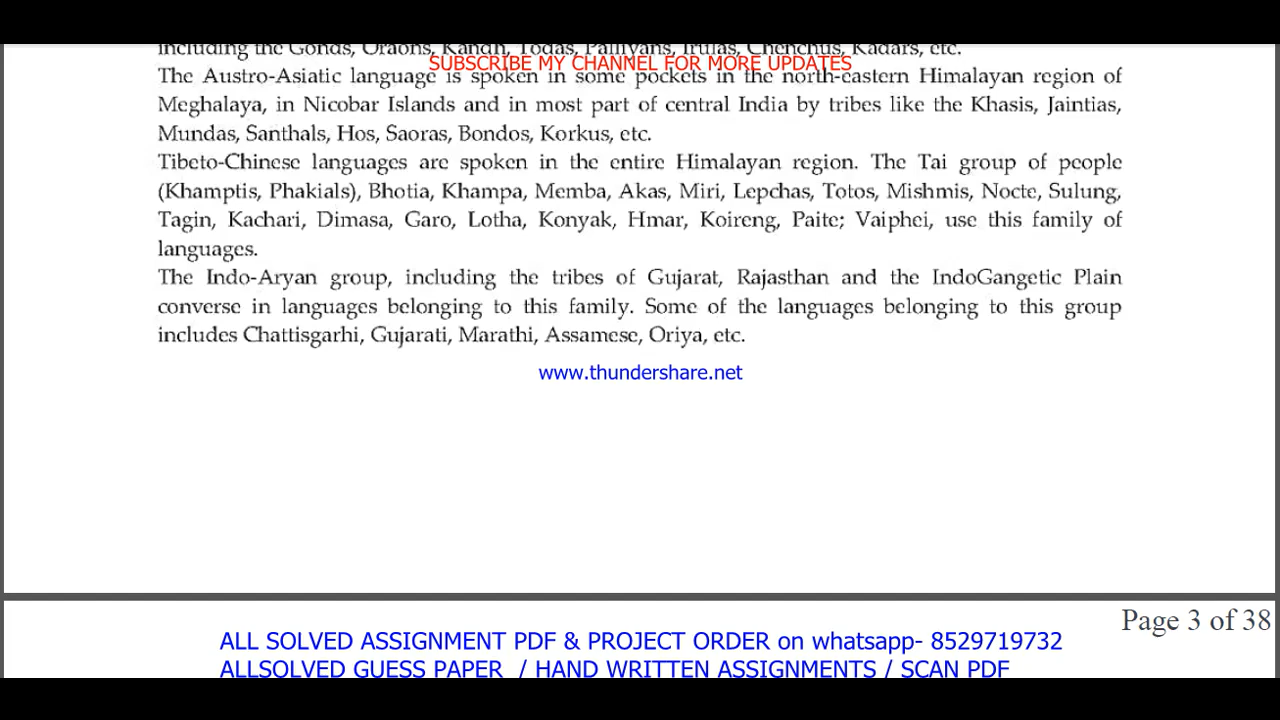 including the Gonds, Oraons, Kandh, Todas, Palliyans, Irulas, Chenchus, Kadars, etc.
SUBSCRIBE MY CHANNEL FOR MORE UPDATES
The Austro-Asiatic language is spoken in some pockets in the north-eastern Himalayan region of
Meghalaya, in Nicobar Islands and in most part of central India by tribes like the Khasis, Jaintias,
Mundas, Santhals, Hos, Saoras, Bondos, Korkus, etc.
Tibeto-Chinese languages are spoken in the entire Himalayan region. The Tai group of people
(Khamptis, Phakials), Bhotia, Khampa, Memba, Akas, Miri, Lepchas, Totos, Mishmis, Nocte, Sulung,
Tagin, Kachari, Dimasa, Garo, Lotha, Konyak, Hmar, Koireng, Paite; Vaiphei, use this family of
languages.
The Indo-Aryan group, including the tribes of Gujarat, Rajasthan and the IndoGangetic Plain
converse in languages belonging to this family. Some of the languages belonging to this group
includes Chattisgarhi, Gujarati, Marathi, Assamese, Oriya, etc.
www.thundershare.net
Page 3 of 38
ALL SOLVED ASSIGNMENT PDF & PROJECT ORDER on whatsapp- 8529719732
ALLSOLVED GUESS PAPER / HAND WRITTEN ASSIGNMENTS / SCAN PDF